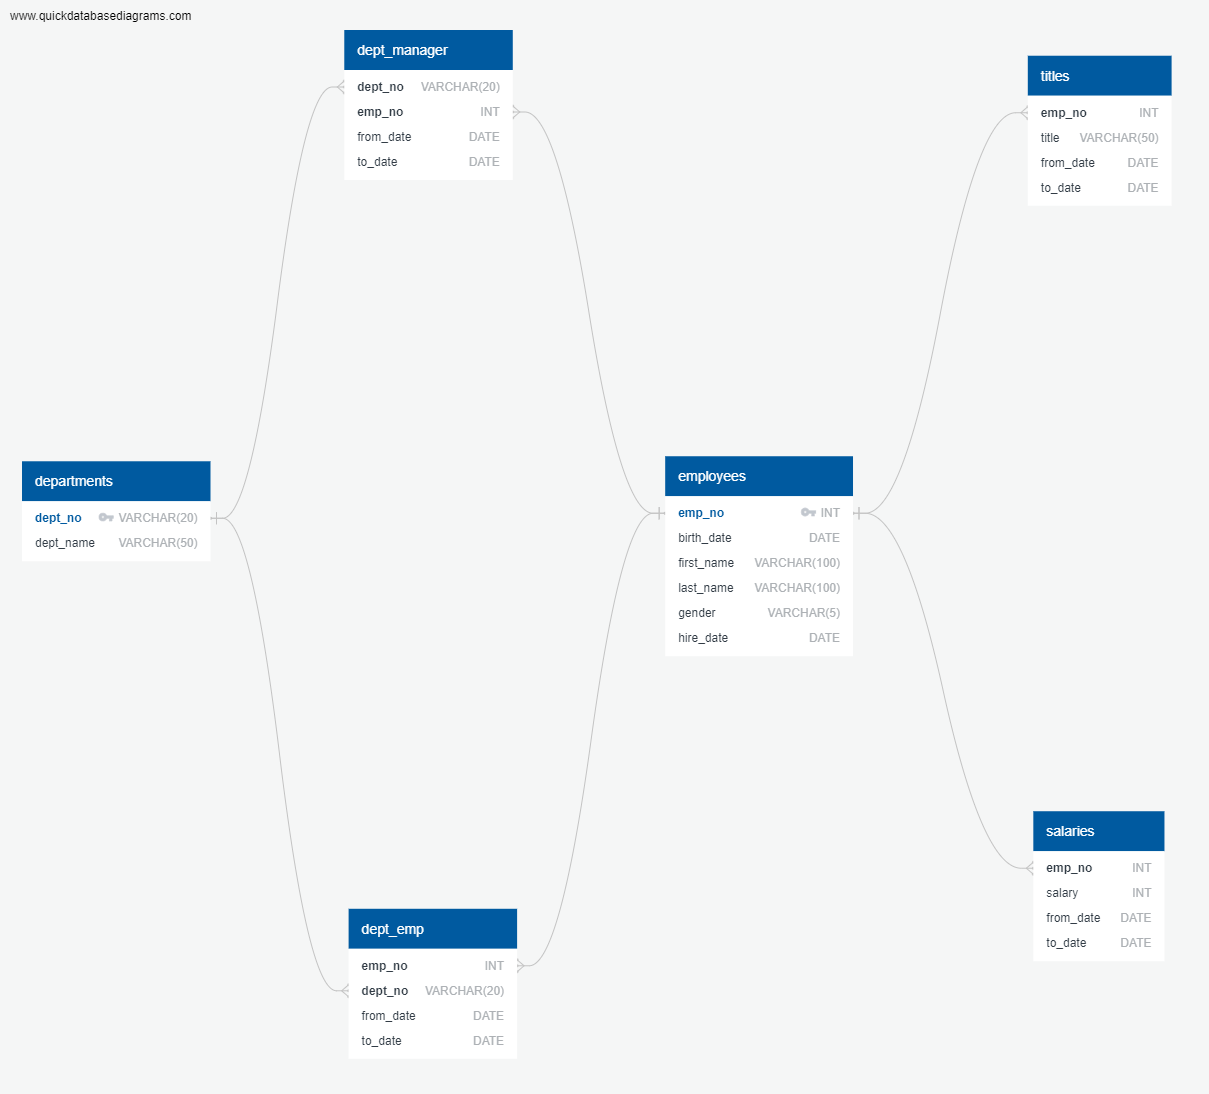 www.quickdatabasediagrams.com
dept_manager
dept_no VARCHAR(20)
emp_no INT
from_date DATE
to_date DATE
titles
emp_no INT
title VARCHAR(50)
from_date DATE
to_date DATE
departments
dept_no VARCHAR(20)
dept_name VARCHAR(50)
employees
emp_no INT
birth_date DATE
first_name VARCHAR(100)
last_name VARCHAR(100)
gender VARCHAR(5)
hire_date DATE
salaries
emp_no INT
salary INT
from_date DATE
to_date DATE
dept_emp
emp_no INT
dept_no VARCHAR(20)
from_date DATE
to_date DATE